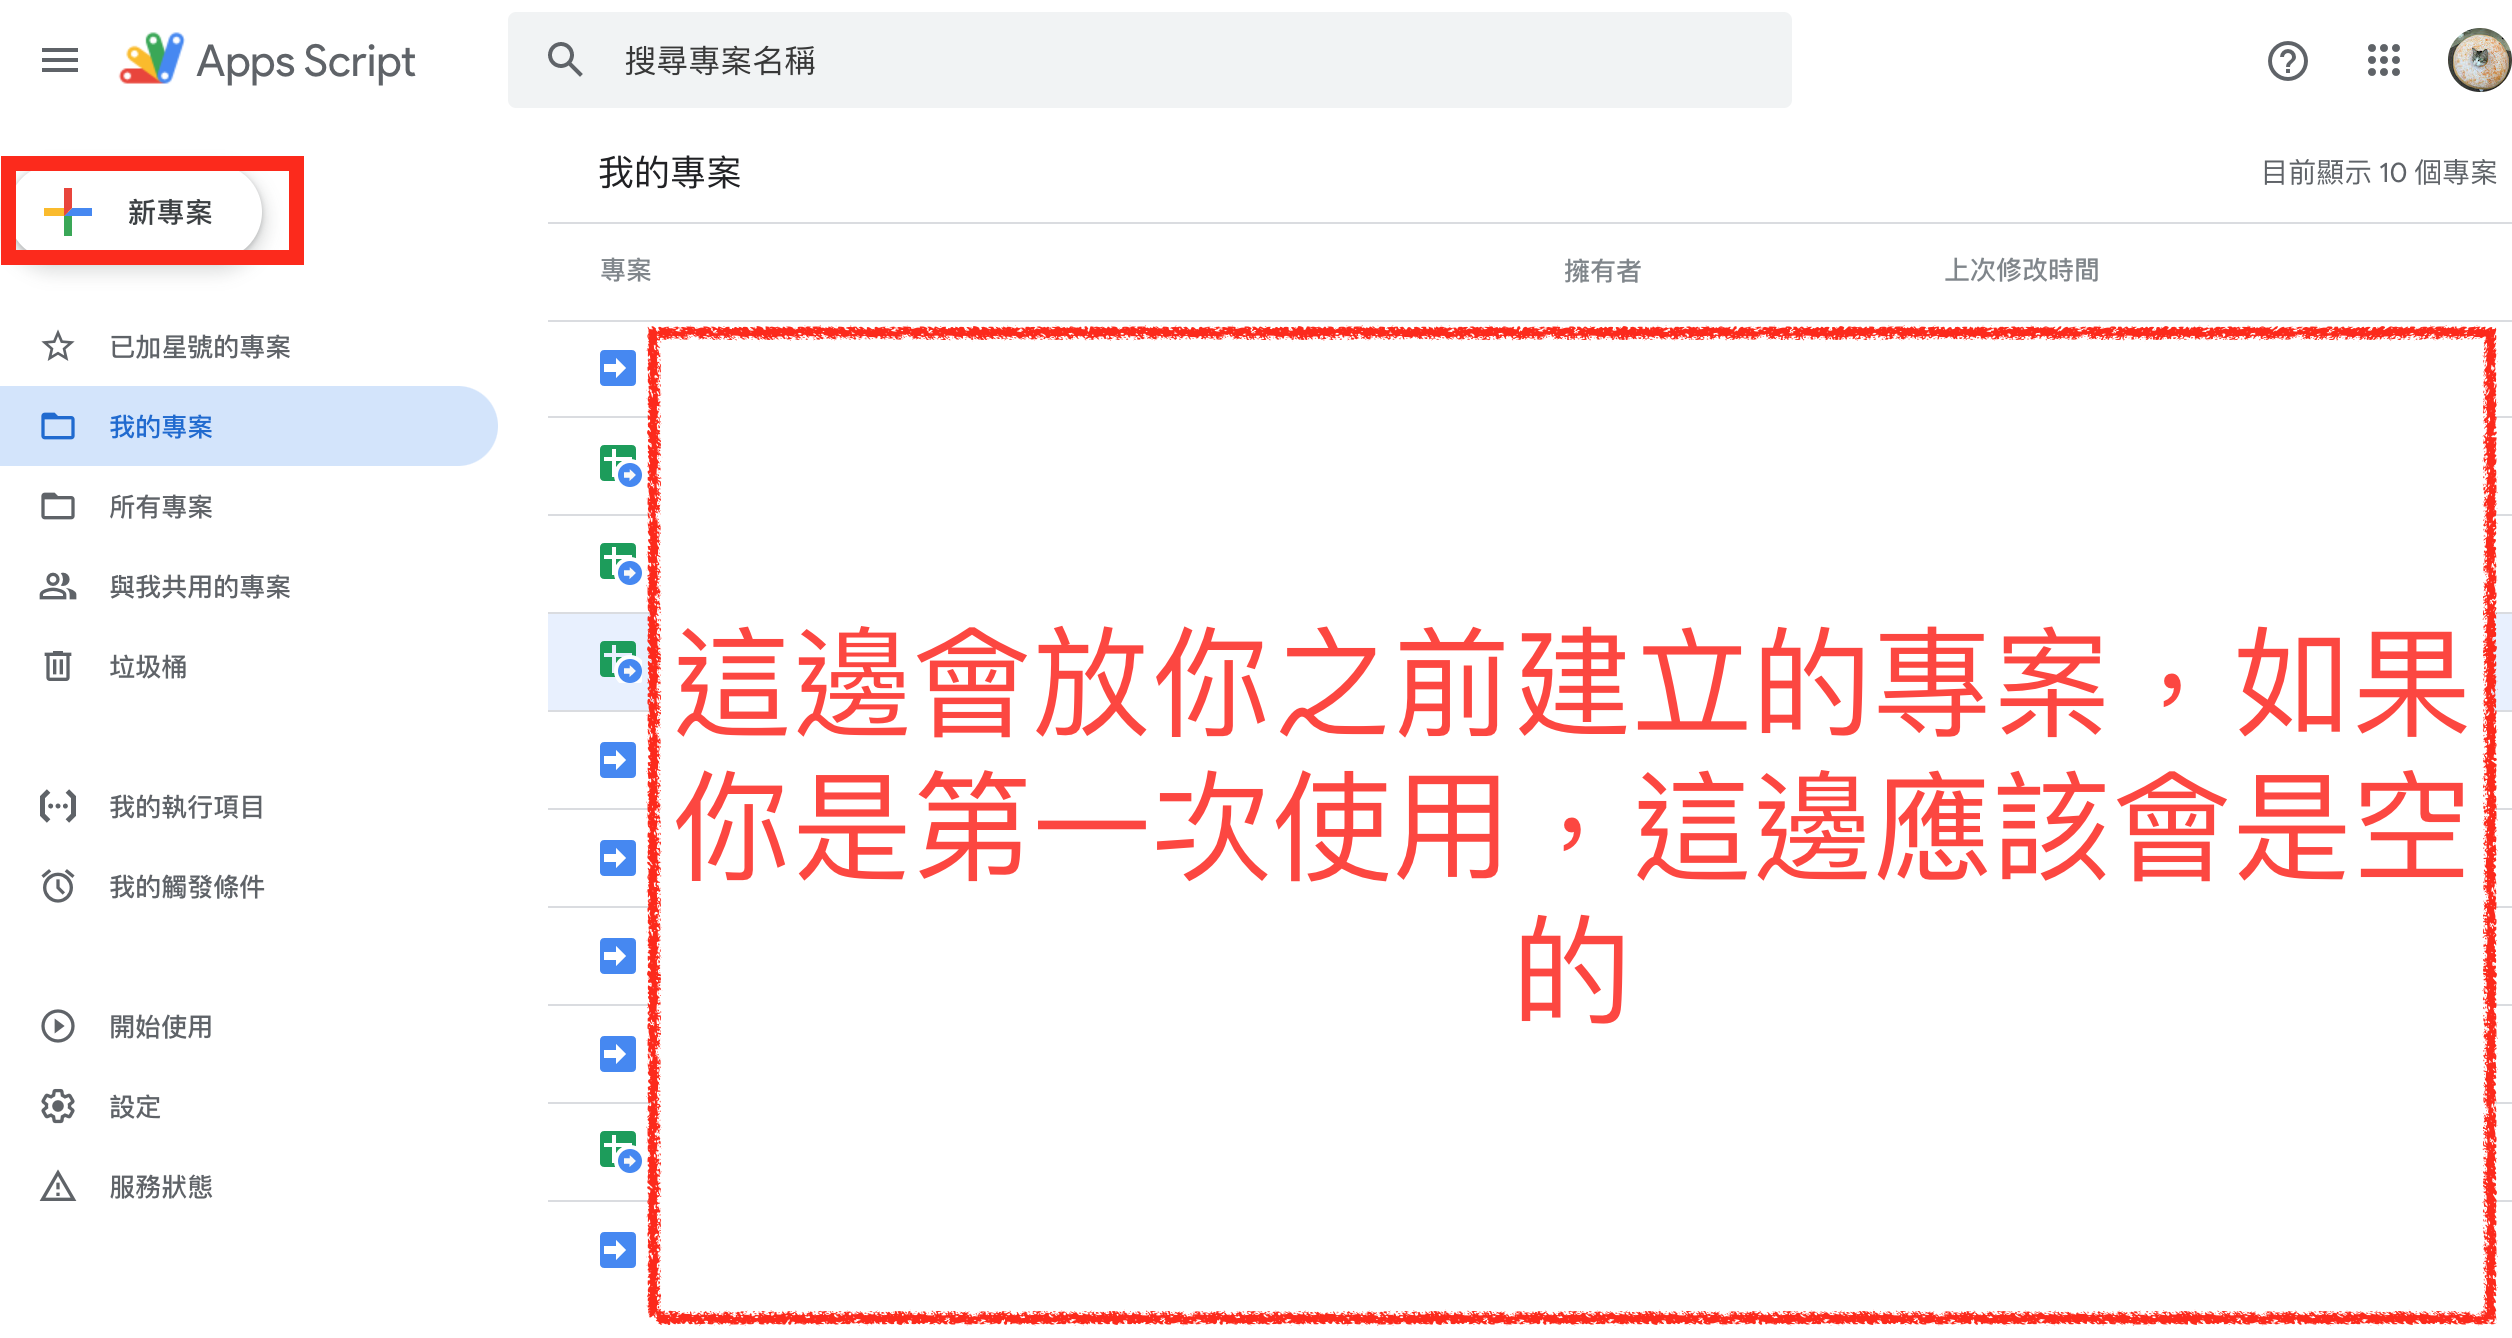 Apps Script
搜尋專案名稱
新專案
我的專案
目前顯示 10 個專案
專案
擁有者
上次修改時間
已加星號的專案
我的專案
所有專案
與我共用的專案
垃圾桶
我的執行項目
我的觸發條件
開始使用
設定
服務狀態
這邊會放你之前建立的專案，如果
你是第一次使用，這邊應該會是空
的